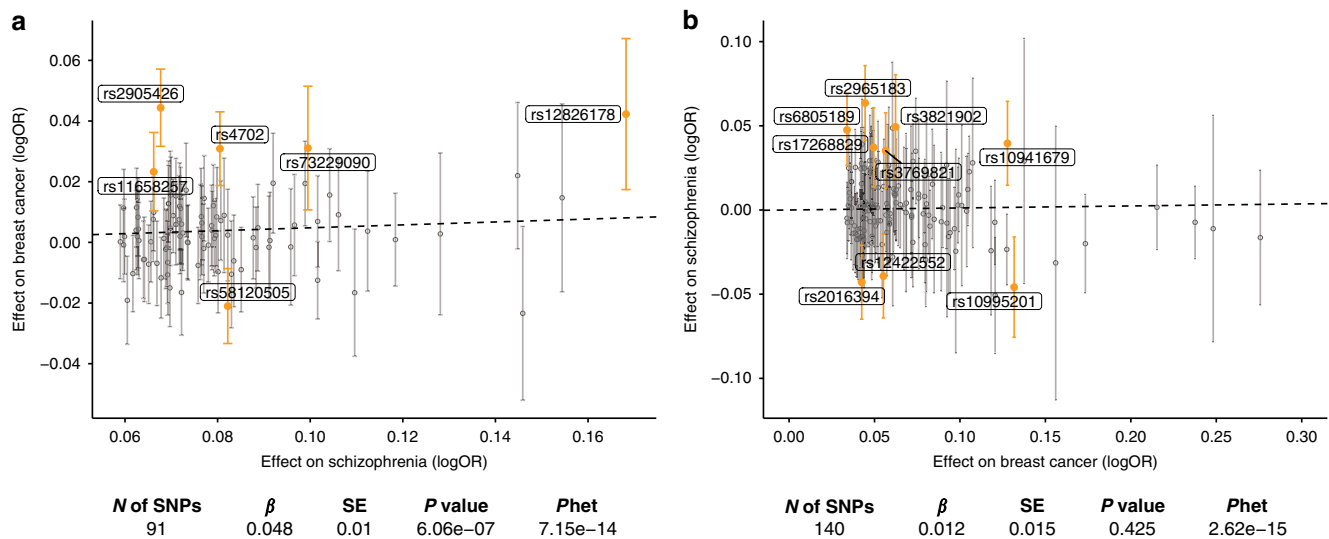 a
Effect on breast cancer (logOR)
0.06
0.04
0.02
0.00
−0.02
−0.04
rs2905426
rs12826178
rs4702
rs73229090
rs11658257
rs58120505
0.06 0.08 0.10 0.12 0.14 0.16
Effect on schizophrenia (logOR)
N of SNPs β SE P value Phet
91 0.048 0.01 6.06e−07 7.15e−14
b
Effect on schizophrenia (logOR)
0.10
0.05
0.00
−0.05
−0.10
rs2965183
rs6805189
rs3821902
rs17268829
rs10941679
rs3769821
rs12422552
rs2016394
rs10995201
0.00 0.05 0.10 0.15 0.20 0.25 0.30
Effect on breast cancer (logOR)
N of SNPs β SE P value Phet
140 0.012 0.015 0.425 2.62e−15